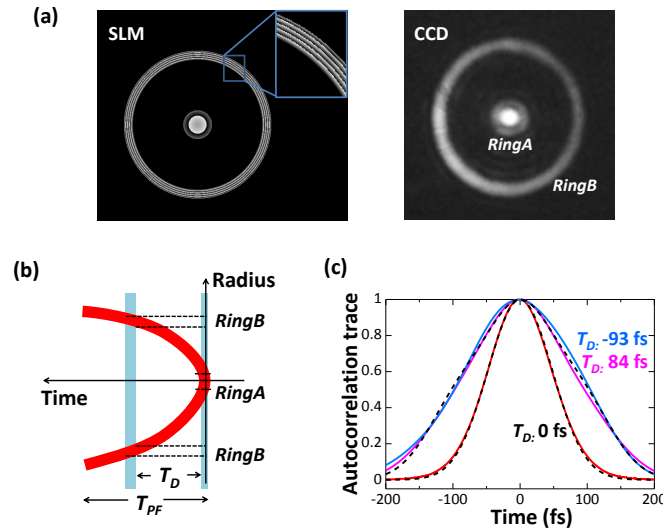 (a)
SLM
CCD
RingA
RingB
(b)
Radius
RingB
Time
RingA
RingB
T_D
T_PF
(c)
Autocorrelation trace
1
0.8
0.6
0.4
0.2
0
T_D: -93 fs
T_D: 84 fs
T_D: 0 fs
-200 -100 0 100 200
Time (fs)